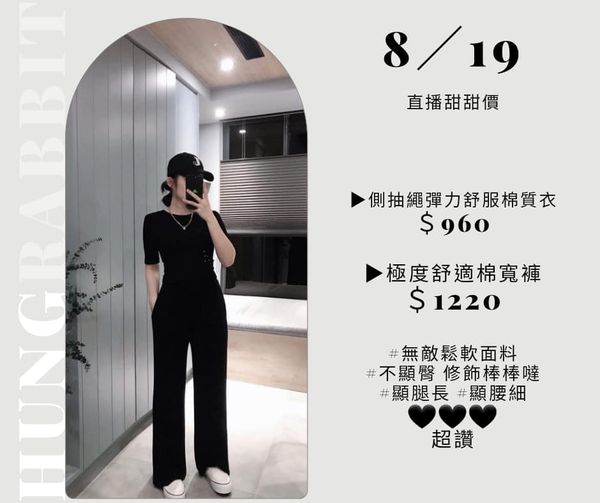 HUNGRABBIT
8/19
直播甜甜價
▶側抽繩彈力舒服棉質衣
$960
▶極度舒適棉寬褲
$1220
#無敵鬆軟面料
#不顯臀 修飾棒棒噠
#顯腿長 #顯腰細
🖤🖤🖤
超讚